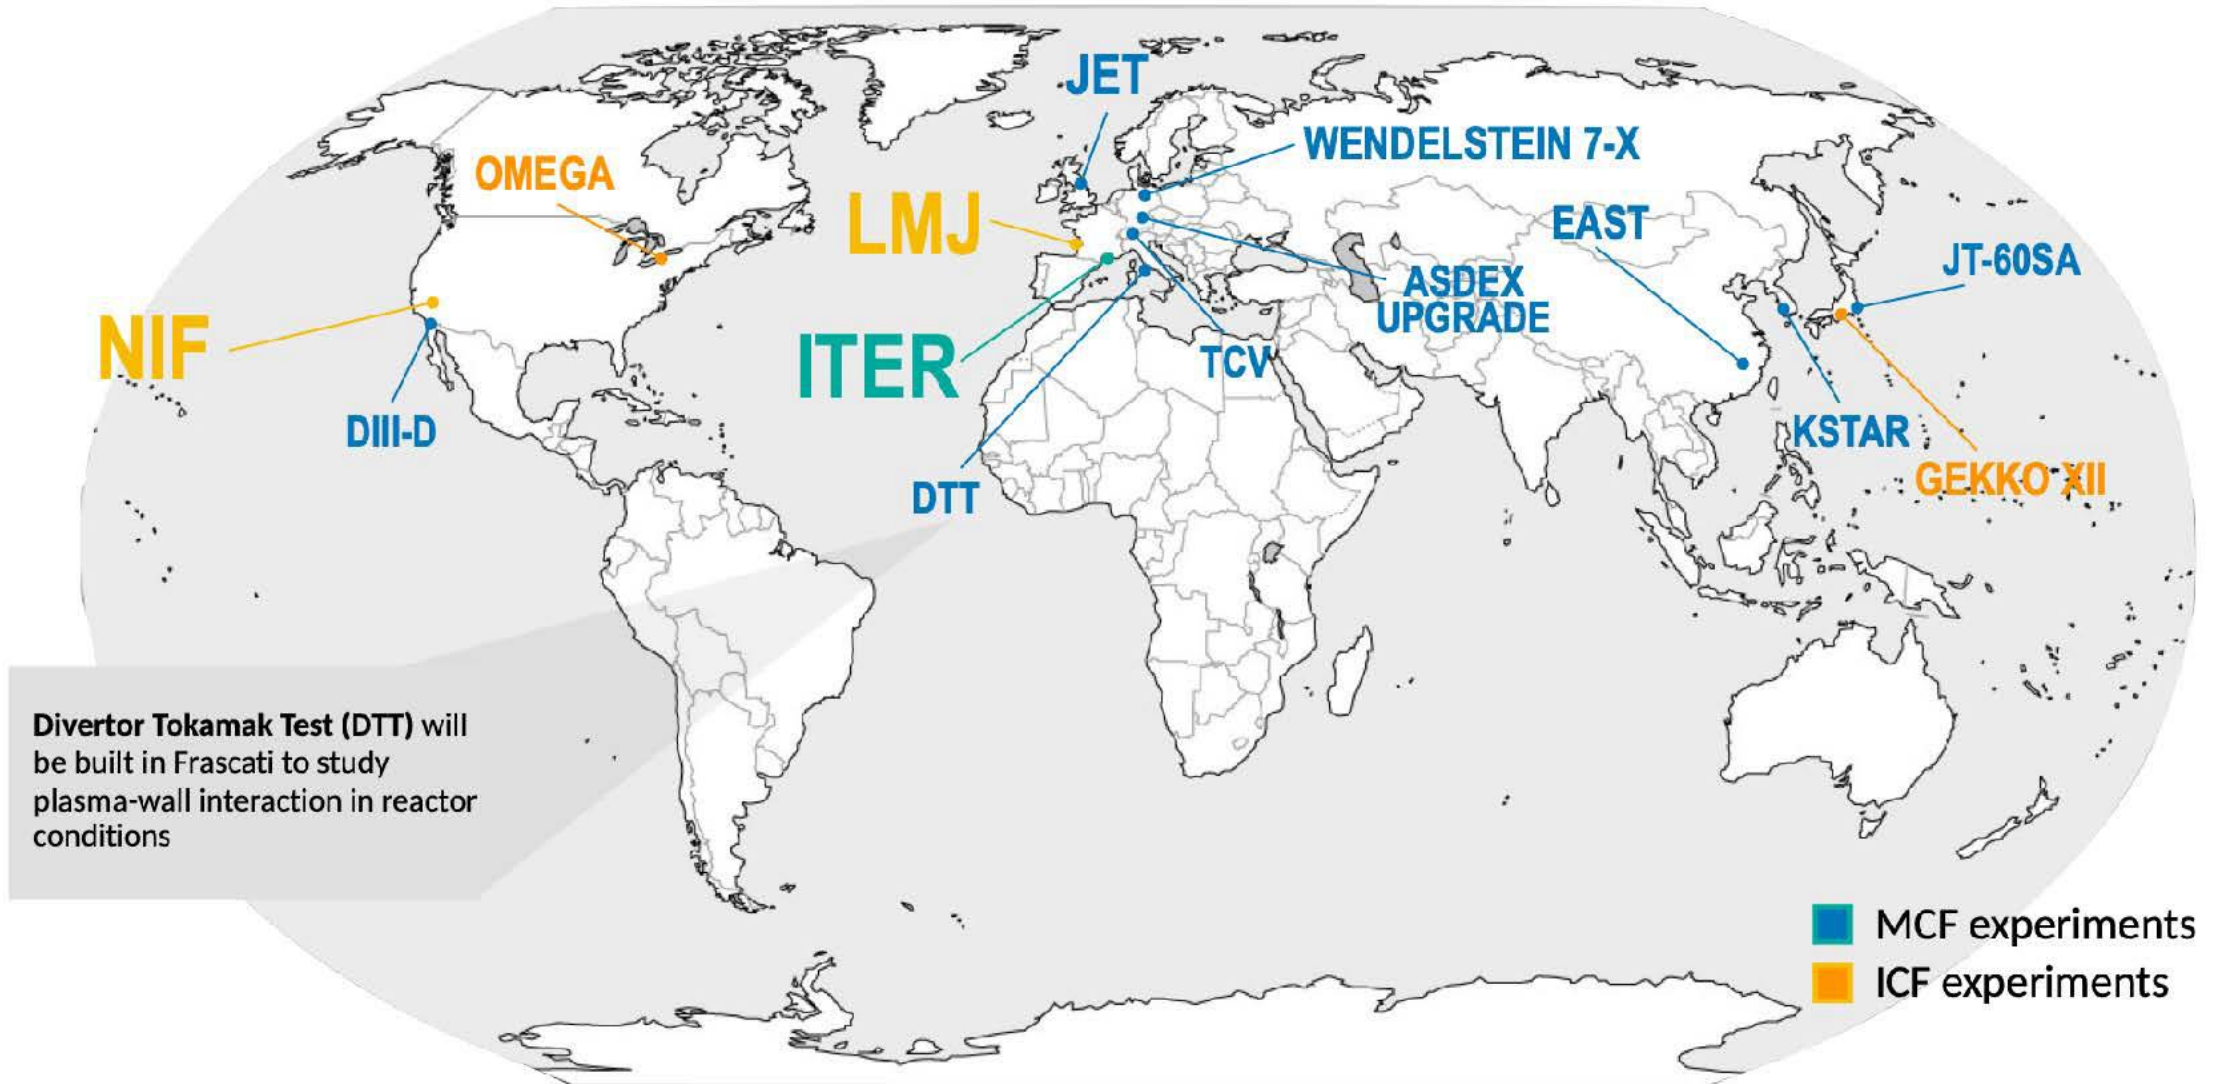 JET
WENDELSTEIN 7-X
OMEGA
LMJ
EAST
JT-60SA
ASDEX
UPGRADE
NIF
ITER
TCV
DIII-D
KSTAR
GEKKO XII
DTT
Divertor Tokamak Test (DTT) will
be built in Frascati to study
plasma-wall interaction in reactor
conditions
MCF experiments
ICF experiments